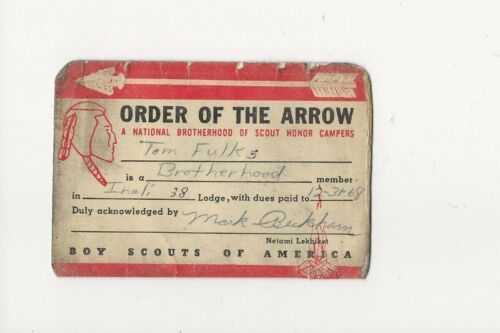 ORDER OF THE ARROW
A NATIONAL BROTHERHOOD OF SCOUT HONOR CAMPERS
Tom Fulks
is a Brotherhood member
in Inali 38 Lodge, with dues paid to 12-31-68
Duly acknowledged by Mark Beckham
Netami Lekhiket
BOY SCOUTS OF AMERICA